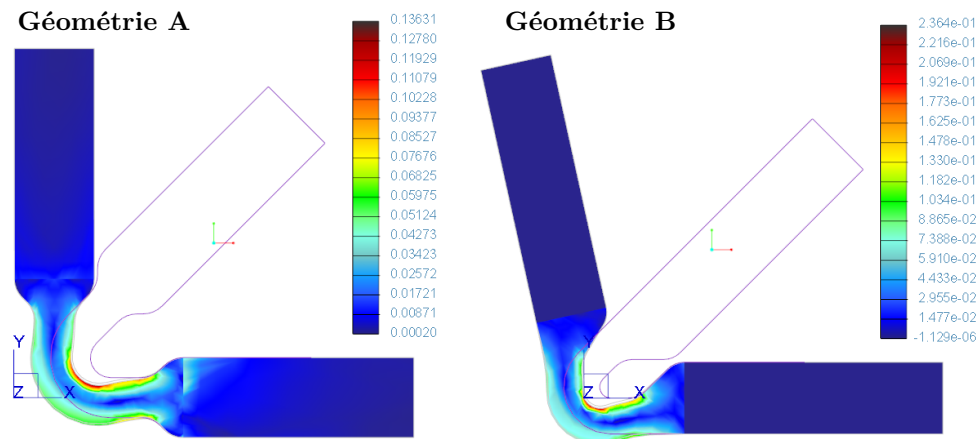 Géométrie A
0.13631
0.12780
0.11929
0.11079
0.10228
0.09377
0.08527
0.07676
0.06825
0.05975
0.05124
0.04273
0.03423
0.02572
0.01721
0.00871
0.00020
Y
Z
X
Géométrie B
2.364e-01
2.216e-01
2.069e-01
1.921e-01
1.773e-01
1.625e-01
1.478e-01
1.330e-01
1.182e-01
1.034e-01
8.865e-02
7.388e-02
5.910e-02
4.433e-02
2.955e-02
1.477e-02
-1.129e-06
Y
Z
X